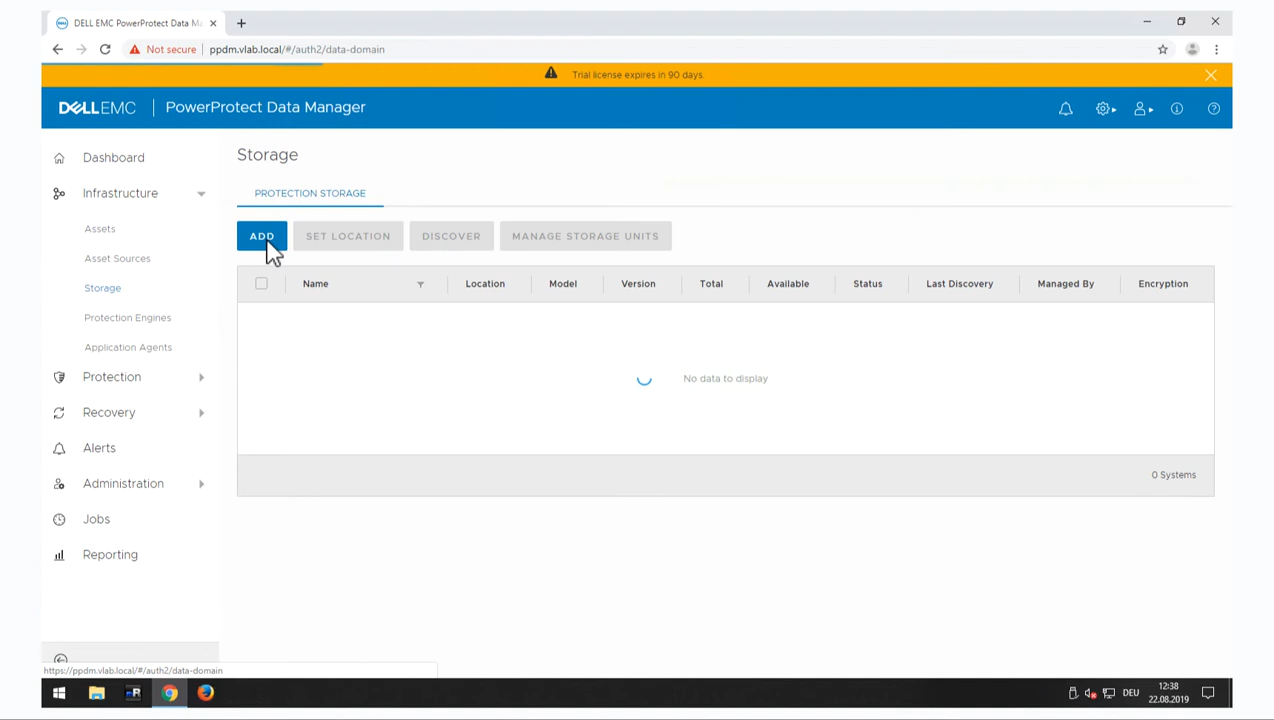 DELL EMC PowerProtect Data Ma
Not secure
ppdm.vlab.local/#/auth2/data-domain
Trial license expires in 90 days.
DELLEMC
PowerProtect Data Manager
Dashboard
Infrastructure
Assets
Asset Sources
Storage
Protection Engines
Application Agents
Protection
Recovery
Alerts
Administration
Jobs
Reporting
Storage
PROTECTION STORAGE
ADD
SET LOCATION
DISCOVER
MANAGE STORAGE UNITS
Name
Location
Model
Version
Total
Available
Status
Last Discovery
Managed By
Encryption
No data to display
0 Systems
https://ppdm.vlab.local/#/auth2/data-domain
DEU
12:38
22.08.2019